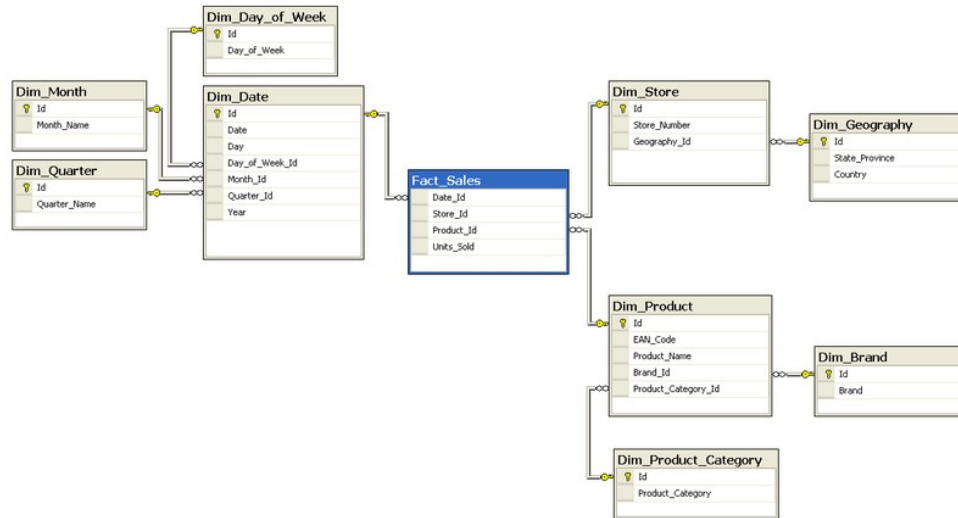 Dim_Day_of_Week
Id
Day_of_Week
Dim_Month
Id
Month_Name
Dim_Quarter
Id
Quarter_Name
Dim_Date
Id
Date
Day
Day_of_Week_Id
Month_Id
Quarter_Id
Year
Fact_Sales
Date_Id
Store_Id
Product_Id
Units_Sold
Dim_Store
Id
Store_Number
Geography_Id
Dim_Geography
Id
State_Province
Country
Dim_Product
Id
EAN_Code
Product_Name
Brand_Id
Product_Category_Id
Dim_Brand
Id
Brand
Dim_Product_Category
Id
Product_Category